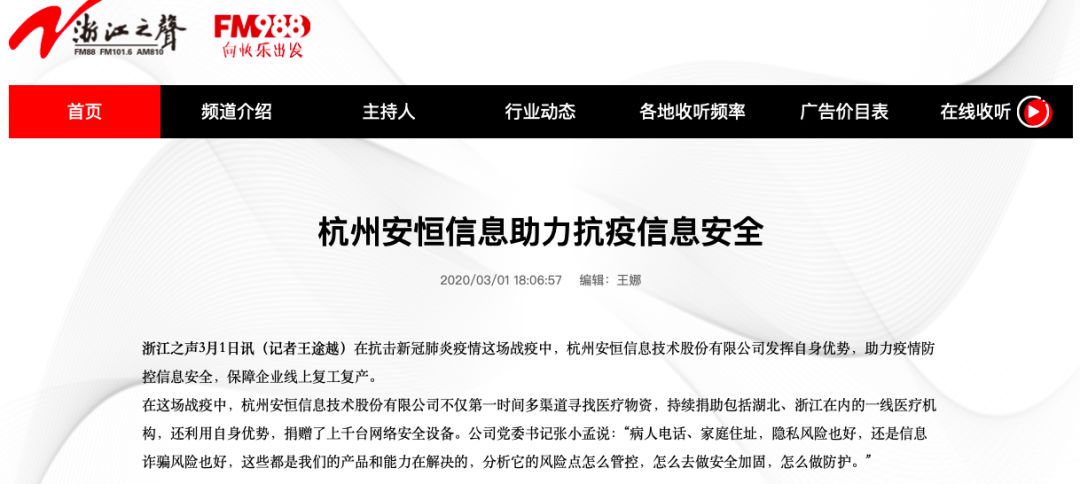 浙江之聲 FM988
FM88 FM101.6 AM810 向快乐出发
首页 频道介绍 主持人 行业动态 各地收听频率 广告价目表 在线收听
杭州安恒信息助力抗疫信息安全
2020/03/01 18:06:57 编辑：王娜
浙江之声3月1日讯（记者王途越）在抗击新冠肺炎疫情这场战疫中，杭州安恒信息技术股份有限公司发挥自身优势，助力疫情防
控信息安全，保障企业线上复工复产。
在这场战疫中，杭州安恒信息技术股份有限公司不仅第一时间多渠道寻找医疗物资，持续捐助包括湖北、浙江在内的一线医疗机
构，还利用自身优势，捐赠了上千台网络安全设备。公司党委书记张小孟说：“病人电话、家庭住址，隐私风险也好，还是信息
诈骗风险也好，这些都是我们的产品和能力在解决的，分析它的风险点怎么管控，怎么去做安全加固，怎么做防护。”